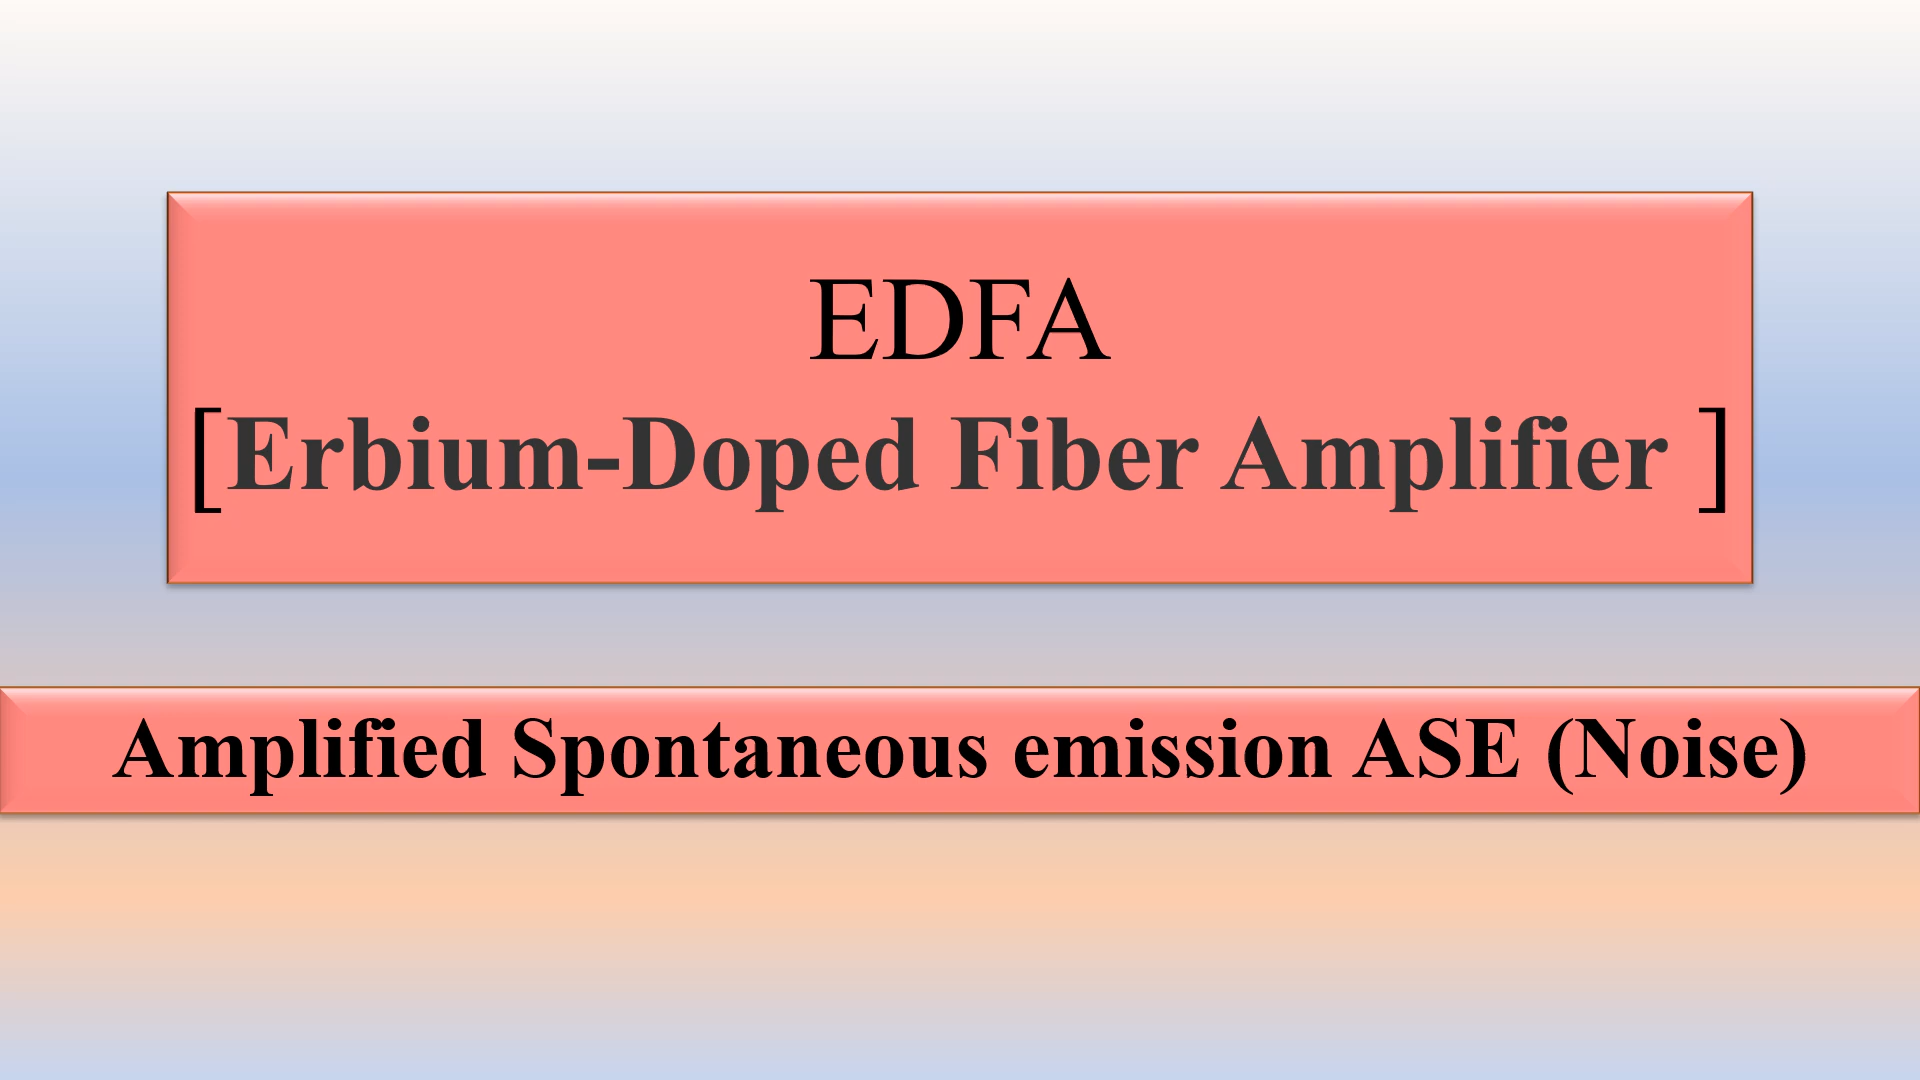 EDFA
[Erbium-Doped Fiber Amplifier ]
Amplified Spontaneous emission ASE (Noise)